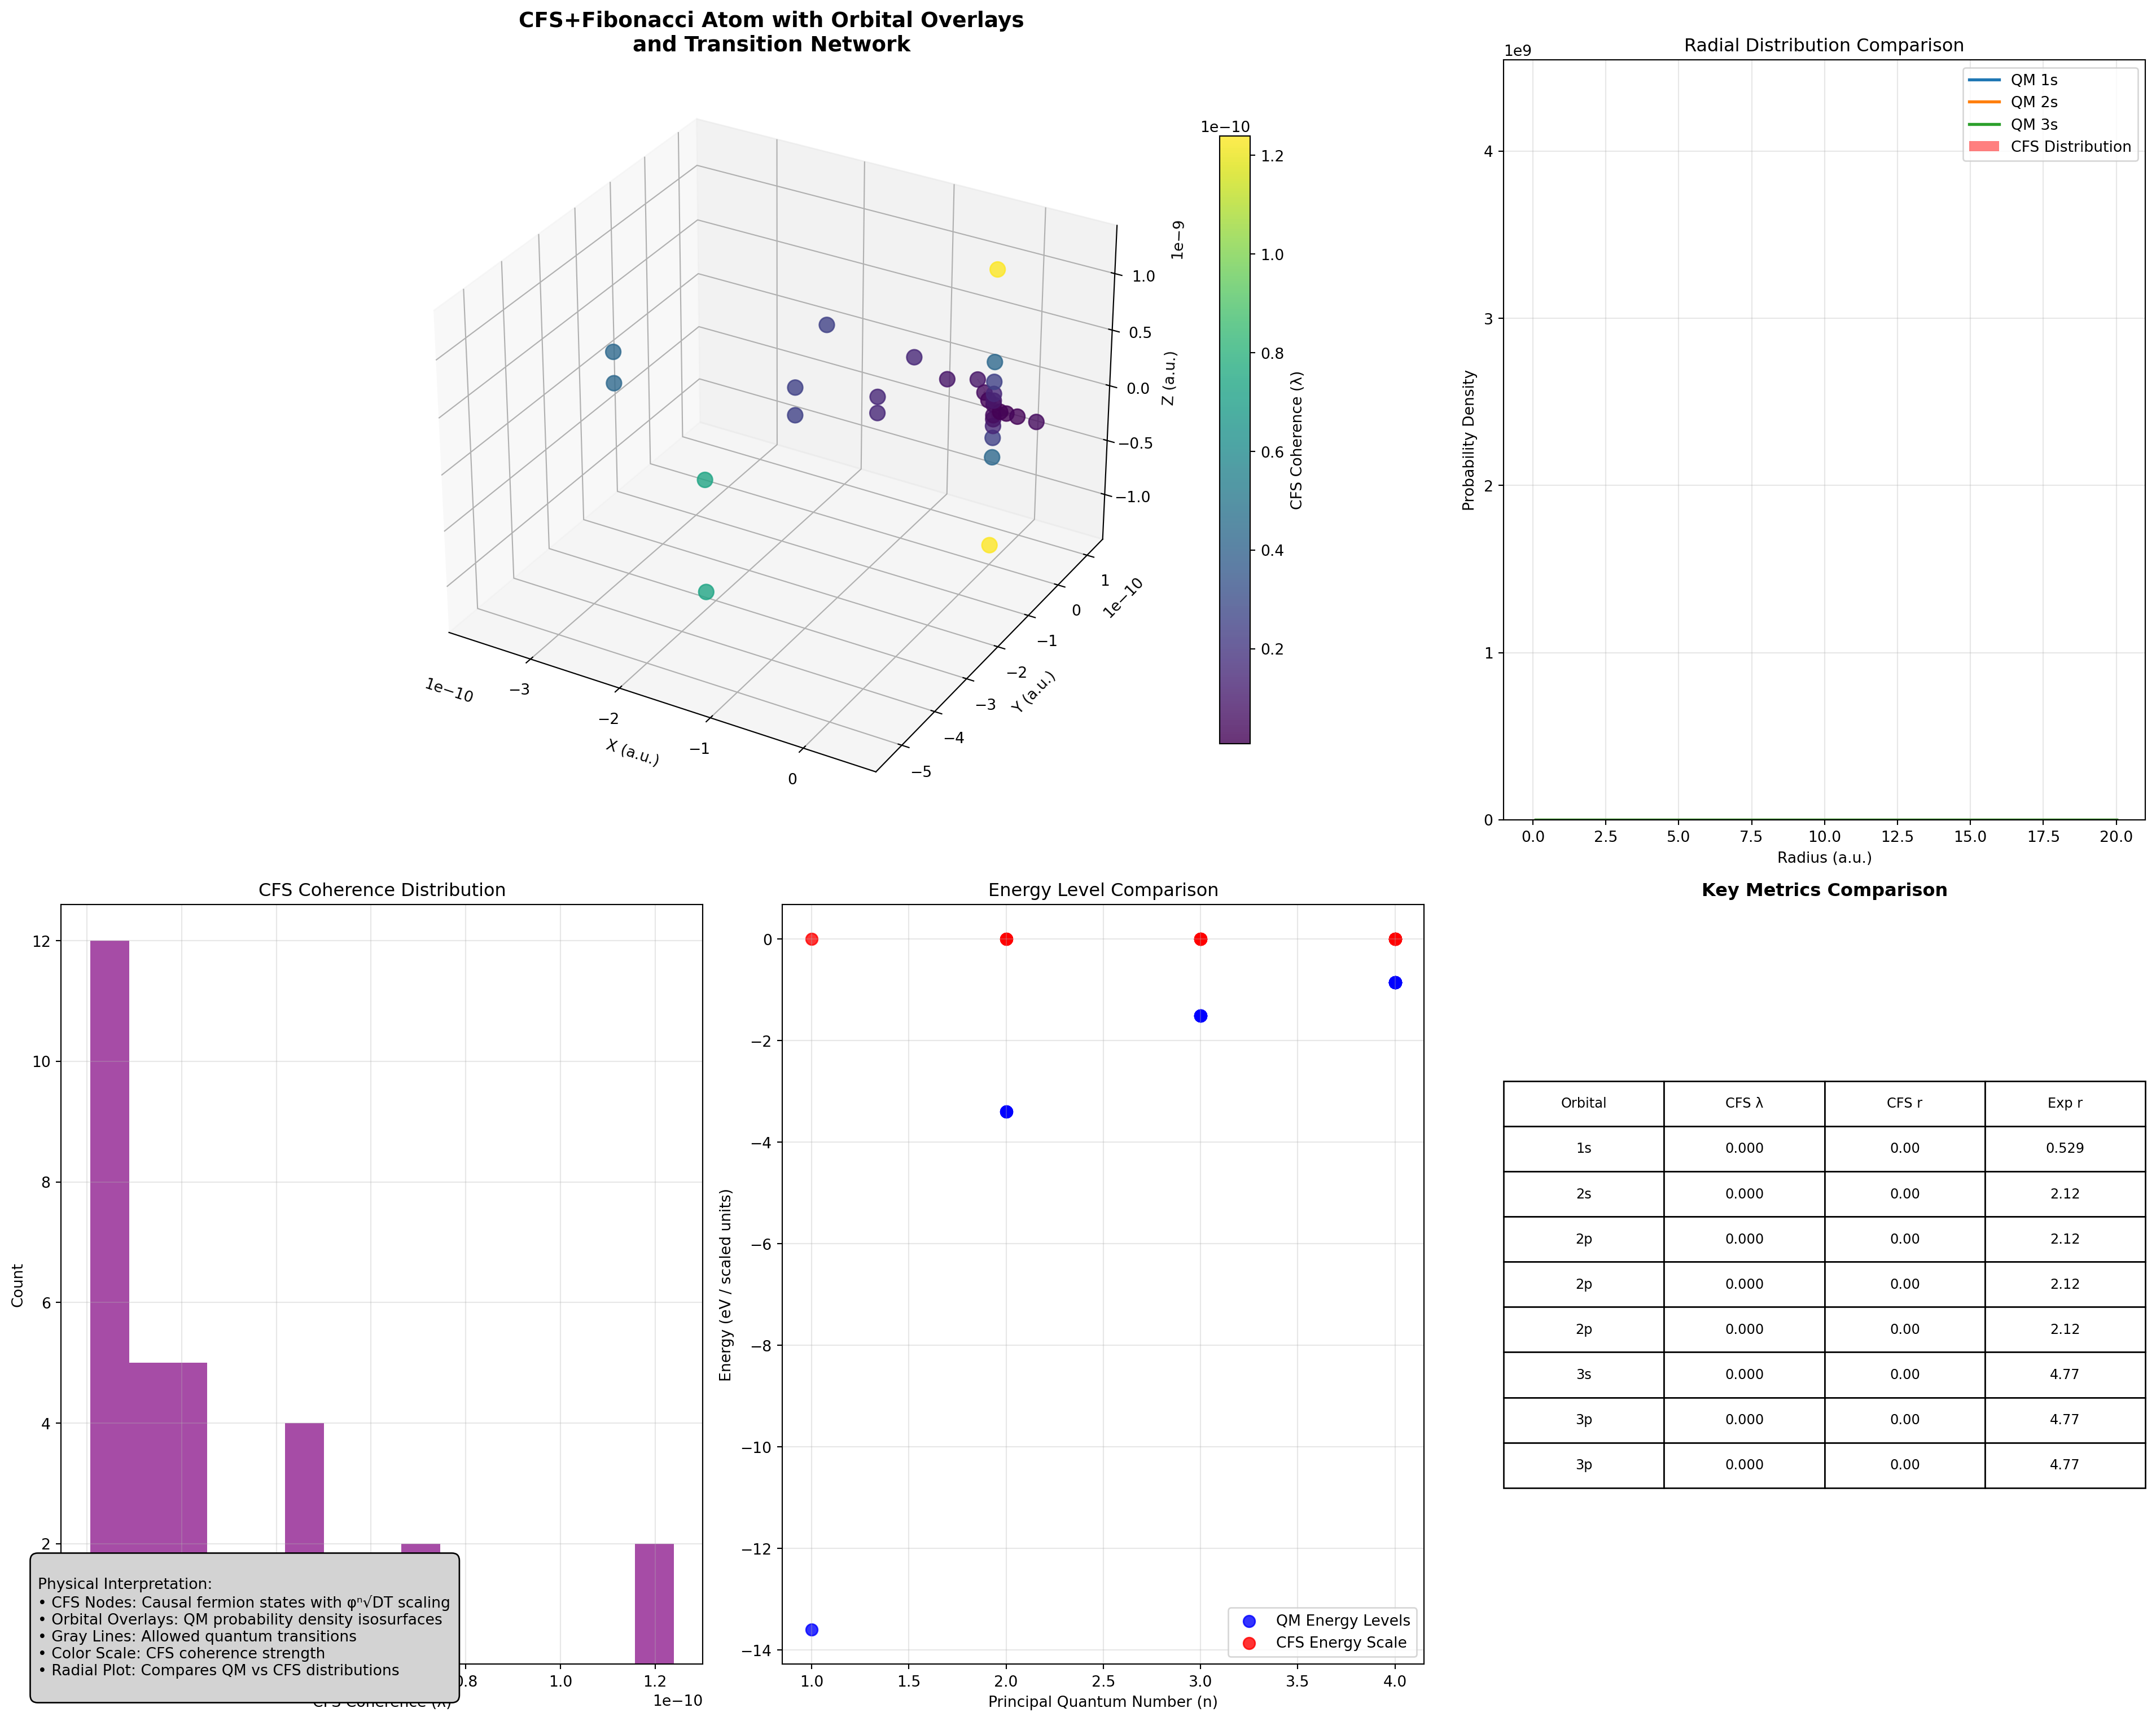 CFS+Fibonacci Atom with Orbital Overlays
and Transition Network
1e−10
1.2
1.0
0.8
0.6
0.4
0.2
CFS Coherence (λ)
1e−9
1.0
0.5
0.0
−0.5
−1.0
Z (a.u.)
1
0
−1
−2
−3
−4
−5
1e−10
Y (a.u.)
1e−10
−3
−2
−1
0
X (a.u.)
Radial Distribution Comparison
1e9
QM 1s
QM 2s
QM 3s
CFS Distribution
4
3
2
1
0
Probability Density
0.0 2.5 5.0 7.5 10.0 12.5 15.0 17.5 20.0
Radius (a.u.)
CFS Coherence Distribution
12
10
8
6
4
2
Count
0.8 1.0 1.2
1e−10
CFS Coherence (λ)
Physical Interpretation:
• CFS Nodes: Causal fermion states with φⁿ√DT scaling
• Orbital Overlays: QM probability density isosurfaces
• Gray Lines: Allowed quantum transitions
• Color Scale: CFS coherence strength
• Radial Plot: Compares QM vs CFS distributions
Energy Level Comparison
0
−2
−4
−6
−8
−10
−12
−14
Energy (eV / scaled units)
QM Energy Levels
CFS Energy Scale
1.0 1.5 2.0 2.5 3.0 3.5 4.0
Principal Quantum Number (n)
Key Metrics Comparison
Orbital CFS λ CFS r Exp r
1s 0.000 0.00 0.529
2s 0.000 0.00 2.12
2p 0.000 0.00 2.12
2p 0.000 0.00 2.12
2p 0.000 0.00 2.12
3s 0.000 0.00 4.77
3p 0.000 0.00 4.77
3p 0.000 0.00 4.77